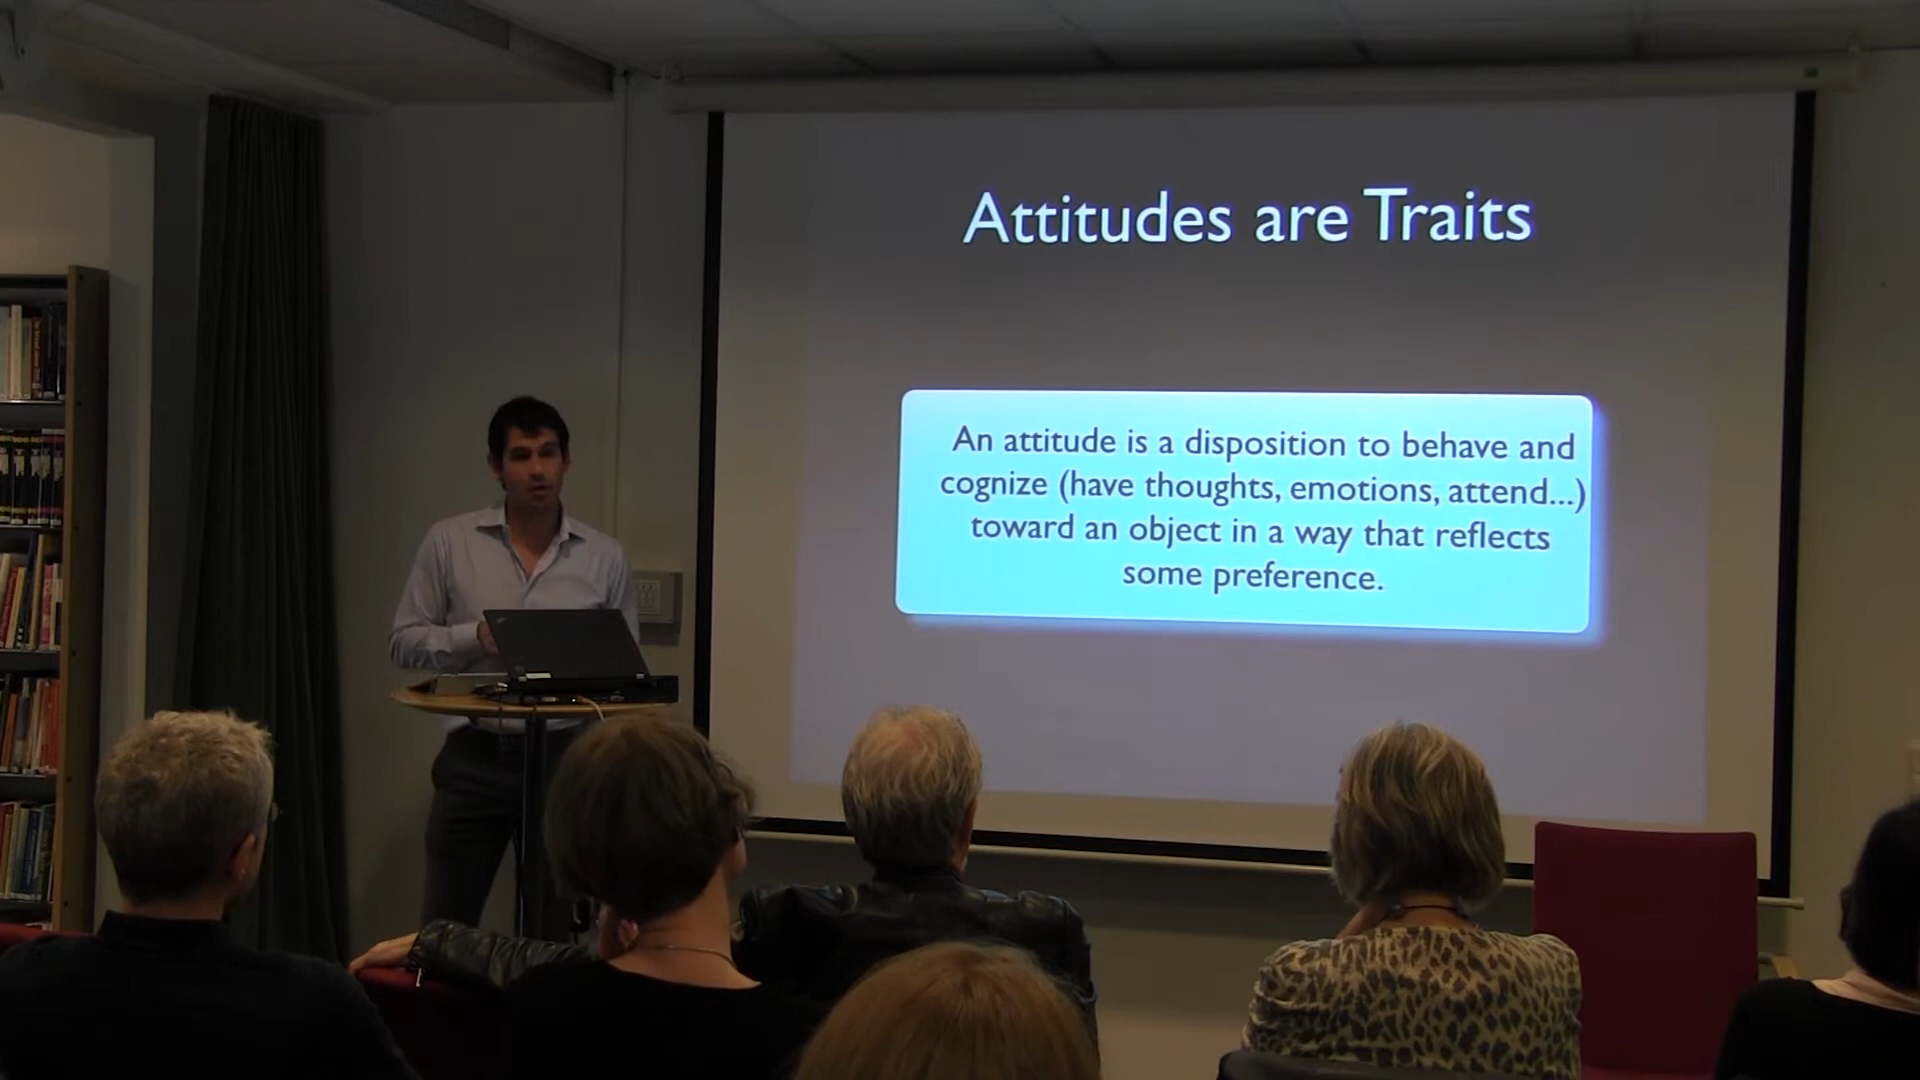 Attitudes are Traits
An attitude is a disposition to behave and
cognize (have thoughts, emotions, attend...)
toward an object in a way that reflects
some preference.